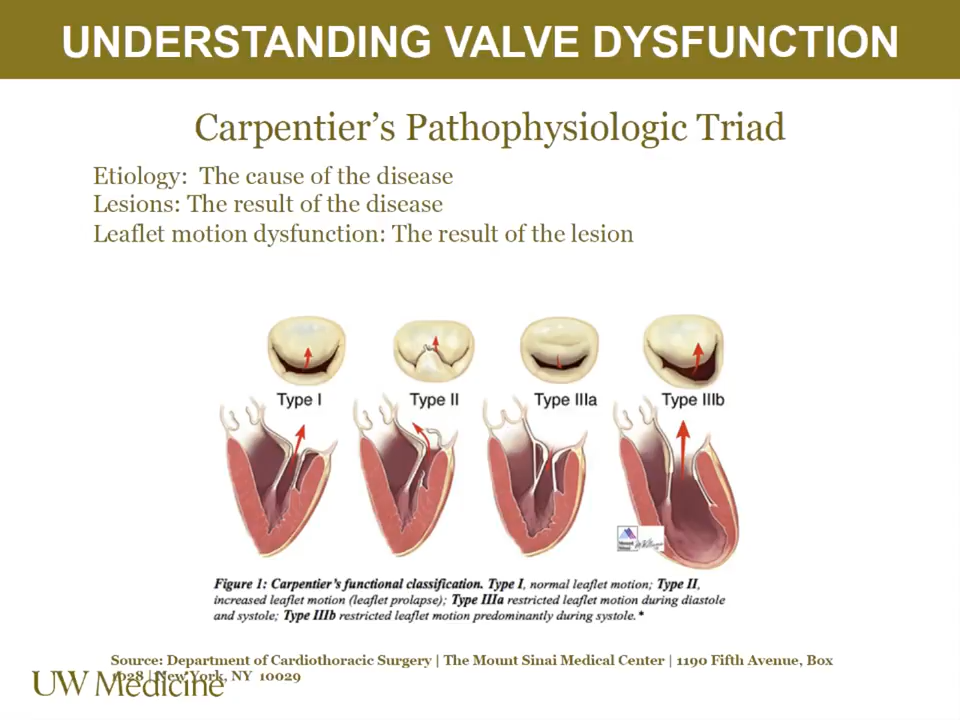 UNDERSTANDING VALVE DYSFUNCTION
Carpentier's Pathophysiologic Triad
Etiology:  The cause of the disease
Lesions: The result of the disease
Leaflet motion dysfunction: The result of the lesion
Type I
Type II
Type IIIa
Type IIIb
Figure 1: Carpentier's functional classification. Type I, normal leaflet motion; Type II,
increased leaflet motion (leaflet prolapse); Type IIIa restricted leaflet motion during diastole
and systole; Type IIIb restricted leaflet motion predominantly during systole.*
Source: Department of Cardiothoracic Surgery | The Mount Sinai Medical Center | 1190 Fifth Avenue, Box
1028 | New York, NY  10029
UW Medicine